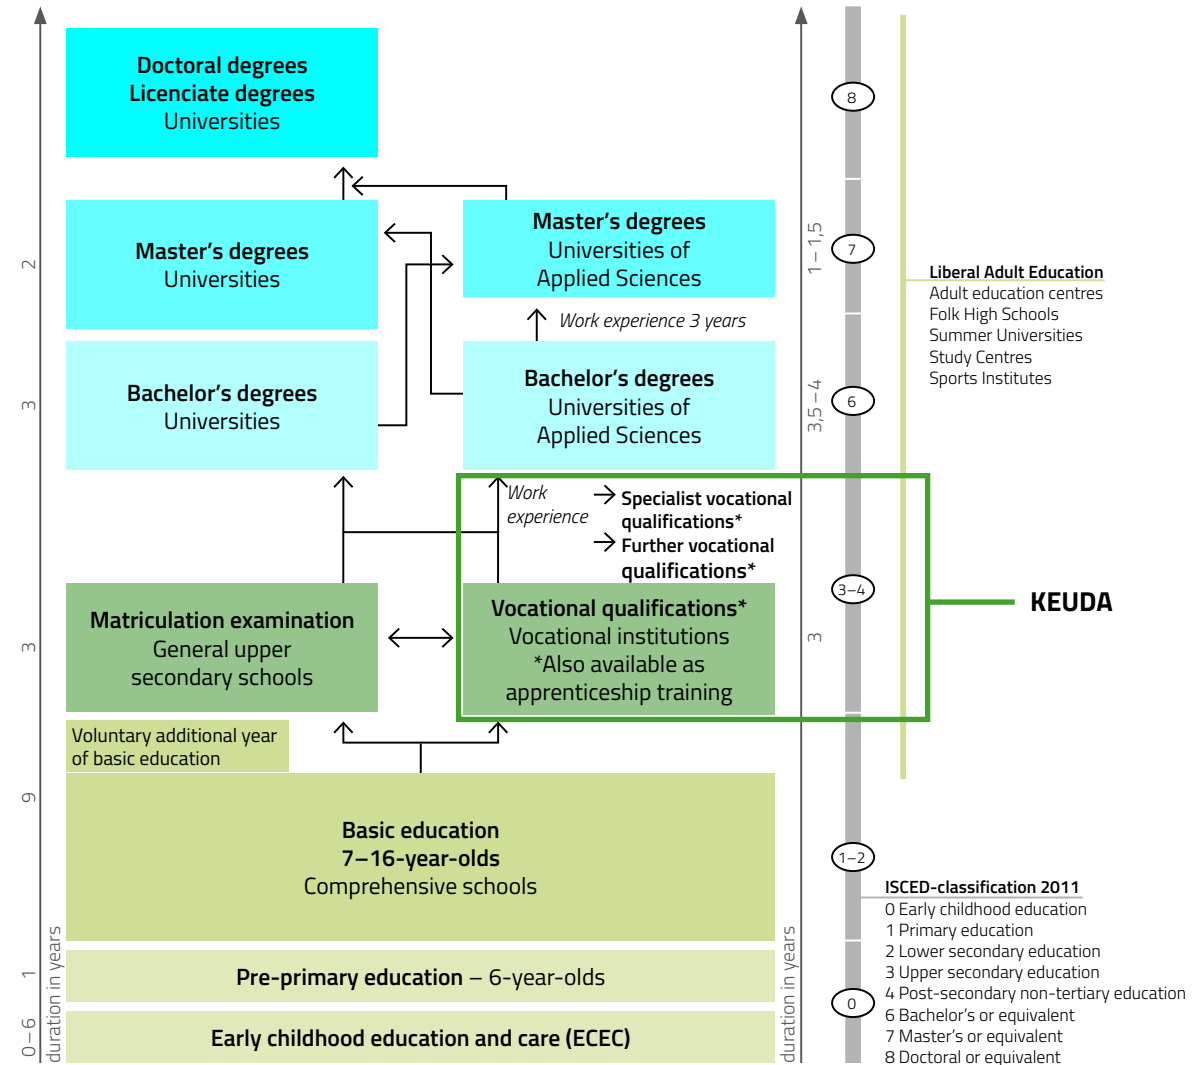 Doctoral degrees
Licenciate degrees
Universities
8
Master's degrees
Universities
Master's degrees
Universities of
Applied Sciences
2
1 – 1,5
7
Work experience 3 years
Liberal Adult Education
Adult education centres
Folk High Schools
Summer Universities
Study Centres
Sports Institutes
Bachelor's degrees
Universities
Bachelor's degrees
Universities of
Applied Sciences
3
3,5 – 4
6
Work
experience
Specialist vocational
qualifications*
Further vocational
qualifications*
Matriculation examination
General upper
secondary schools
Vocational qualifications*
Vocational institutions
*Also available as
apprenticeship training
3
3
3–4
KEUDA
Voluntary additional year
of basic education
9
Basic education
7–16-year-olds
Comprehensive schools
1–2
Pre-primary education – 6-year-olds
1
Early childhood education and care (ECEC)
0 – 6
duration in years
duration in years
0
ISCED-classification 2011
0 Early childhood education
1 Primary education
2 Lower secondary education
3 Upper secondary education
4 Post-secondary non-tertiary education
6 Bachelor's or equivalent
7 Master's or equivalent
8 Doctoral or equivalent